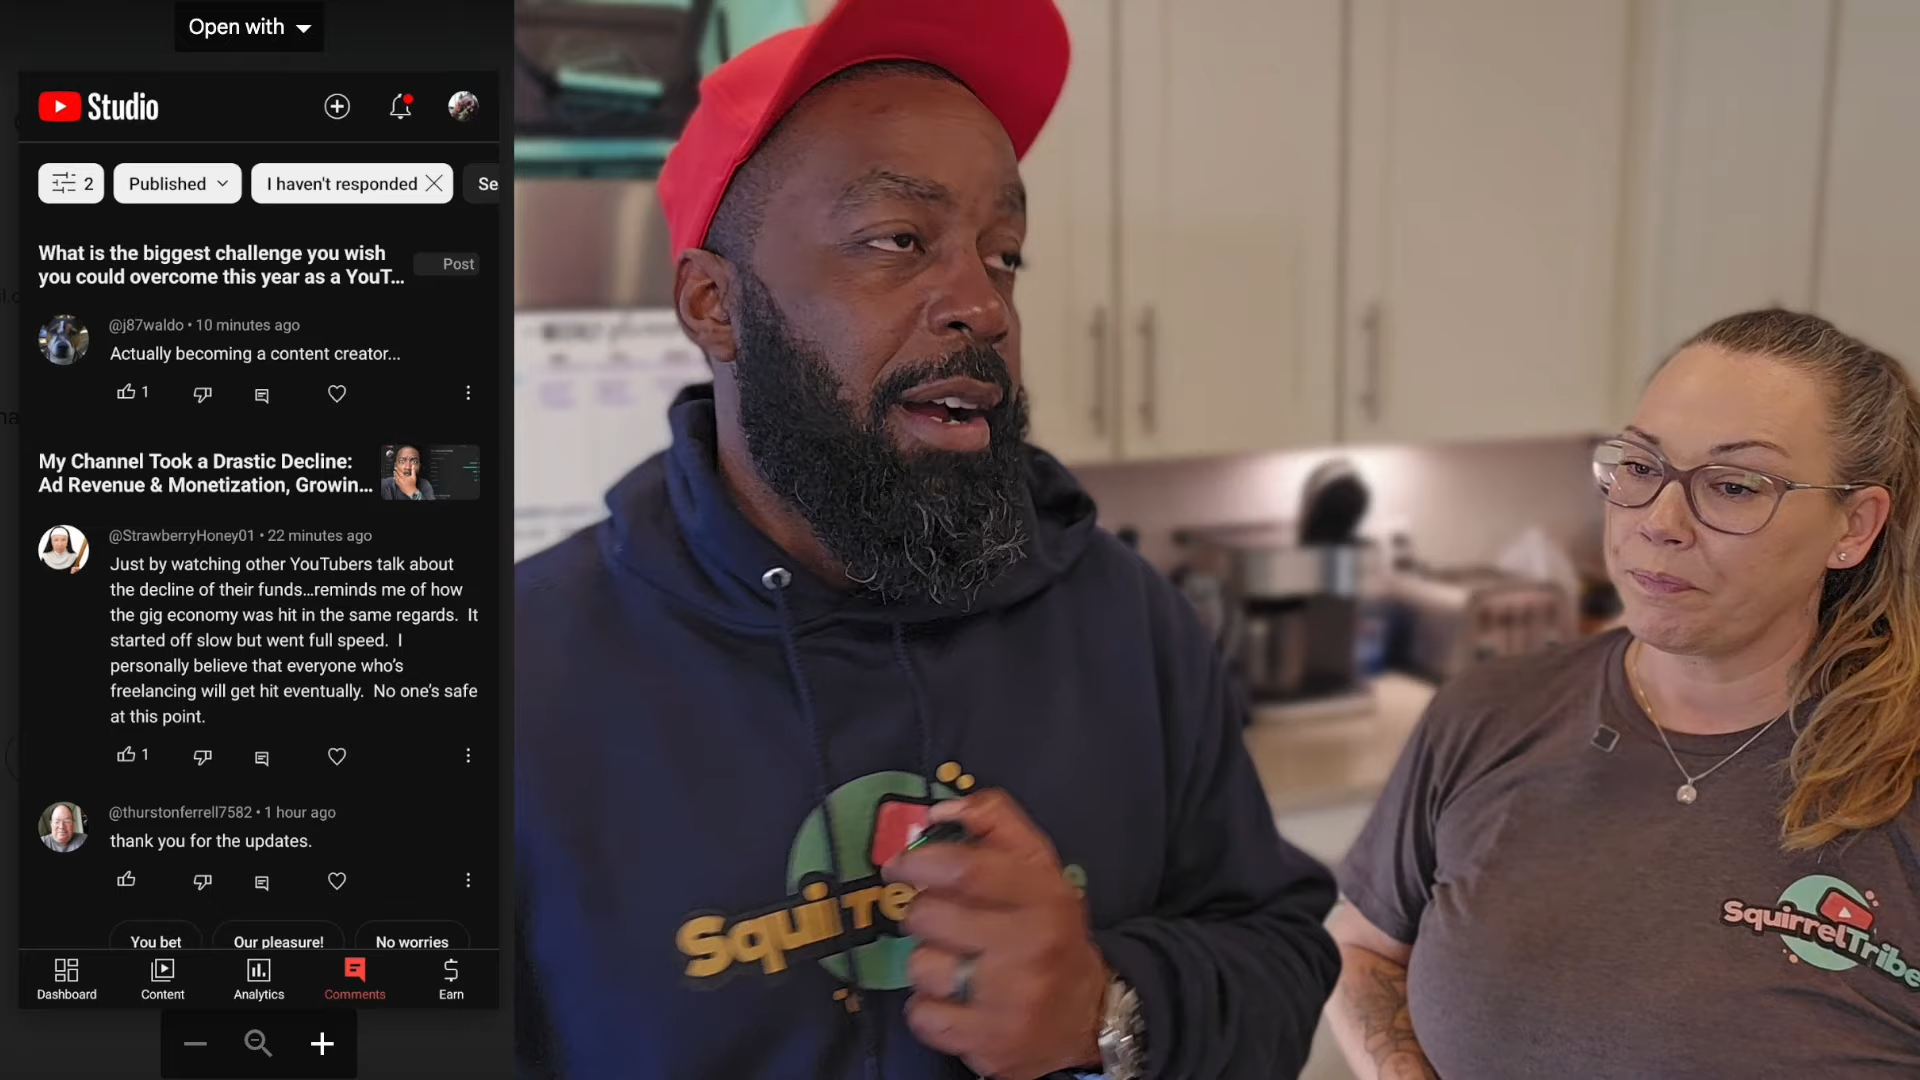 Open with
Studio
2
Published
I haven't responded
Se
What is the biggest challenge you wish
you could overcome this year as a YouT...
Post
@j87waldo • 10 minutes ago
Actually becoming a content creator...
1
My Channel Took a Drastic Decline:
Ad Revenue & Monetization, Growin...
@StrawberryHoney01 • 22 minutes ago
Just by watching other YouTubers talk about
the decline of their funds...reminds me of how
the gig economy was hit in the same regards. It
started off slow but went full speed. I
personally believe that everyone who's
freelancing will get hit eventually. No one's safe
at this point.
1
@thurstonferrell7582 • 1 hour ago
thank you for the updates.
You bet
Our pleasure!
No worries
Dashboard
Content
Analytics
Comments
Earn
Squirre
SquirrelTribe